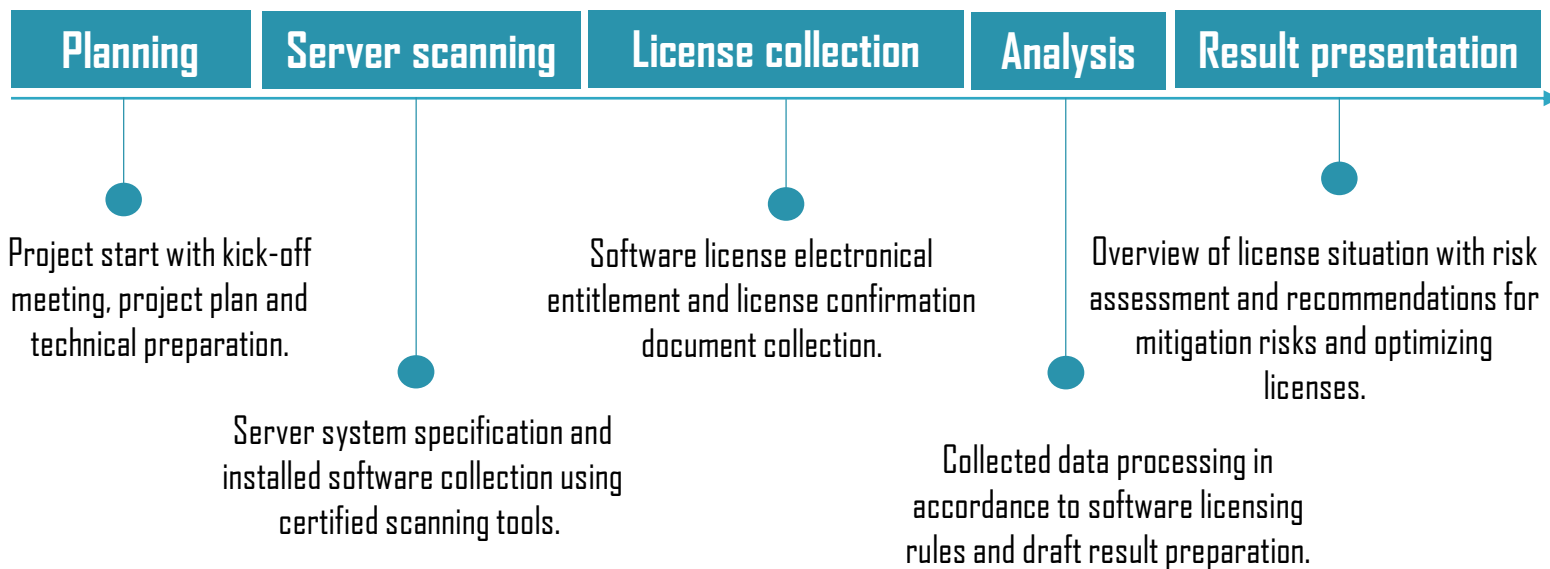 Planning
Server scanning
License collection
Analysis
Result presentation
Project start with kick-off
meeting, project plan and
technical preparation.
Server system specification and
installed software collection using
certified scanning tools.
Software license electronical
entitlement and license confirmation
document collection.
Collected data processing in
accordance to software licensing
rules and draft result preparation.
Overview of license situation with risk
assessment and recommendations for
mitigation risks and optimizing
licenses.